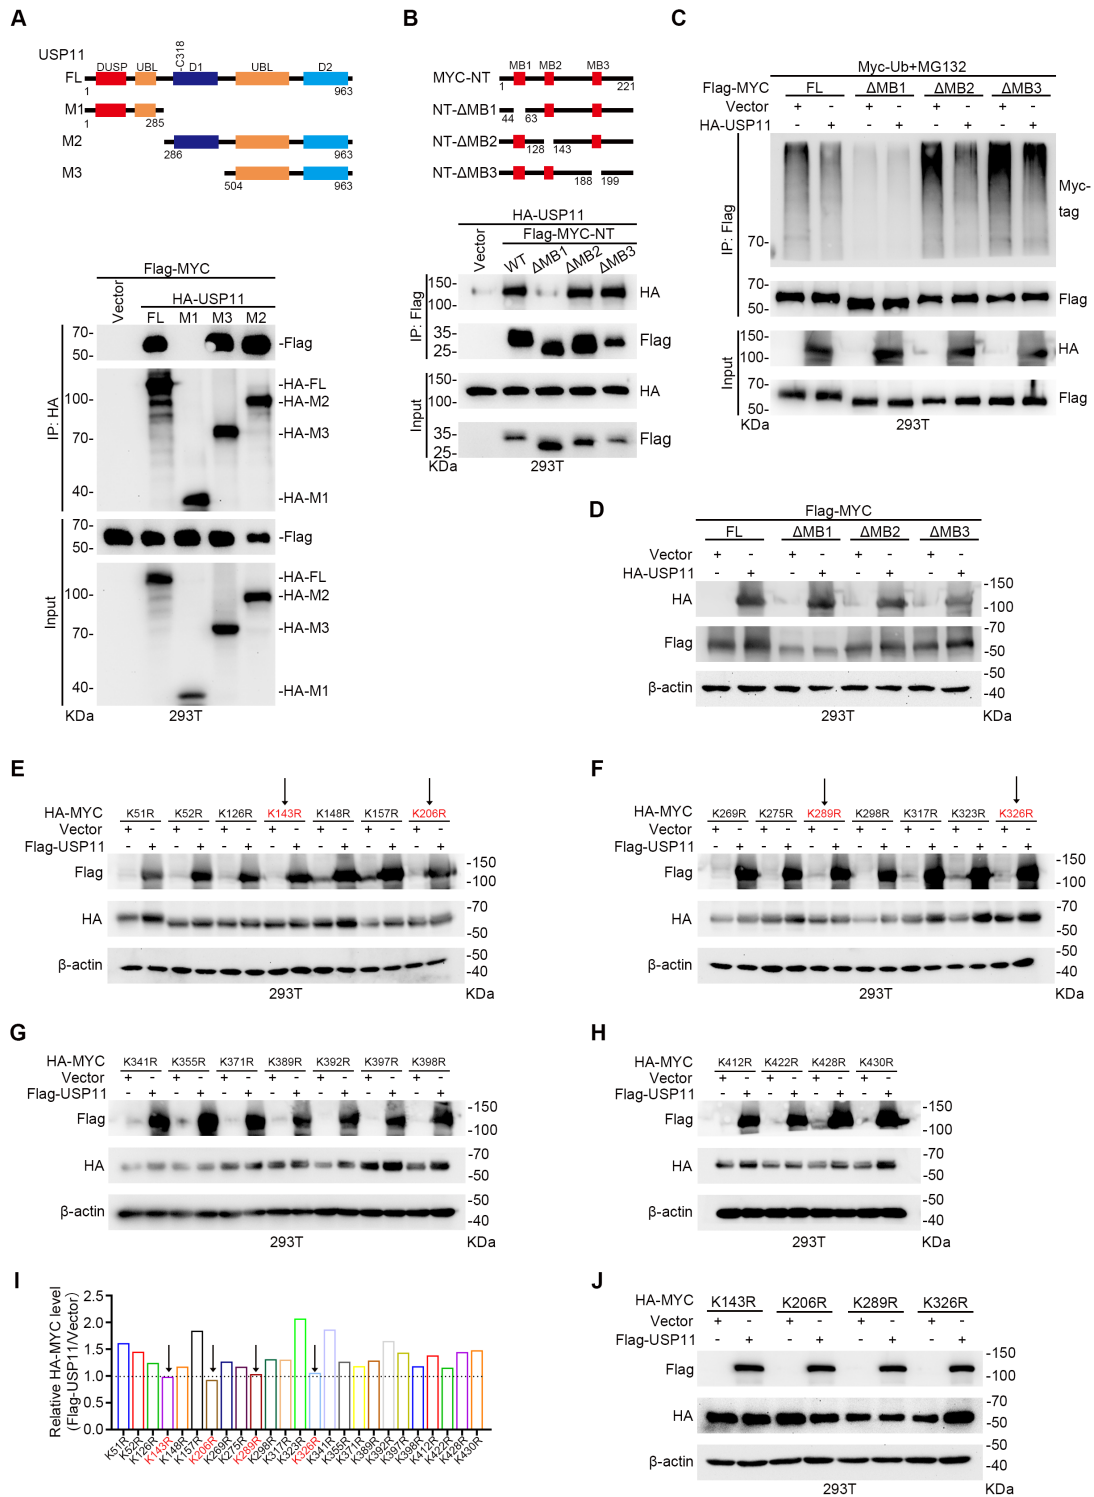 A
USP11
-C318
DUSP UBL D1 UBL D2
FL
1 963
M1
1 285
M2
286 963
M3
504 963
Flag-MYC
Vector
HA-USP11
FL M1 M3 M2
IP: HA
70-
50-
-Flag
-HA-FL
100-
-HA-M2
70-
-HA-M3
40-
-HA-M1
Input
70-
50-
-Flag
-HA-FL
100-
-HA-M2
70-
-HA-M3
40-
-HA-M1
KDa 293T
B
MB1 MB2 MB3
MYC-NT
1 221
NT-ΔMB1
44 63
NT-ΔMB2
128 143
NT-ΔMB3
188 199
HA-USP11
Flag-MYC-NT
Vector WT ΔMB1 ΔMB2 ΔMB3
IP: Flag
150-
100-
HA
35-
25-
Flag
Input
150-
100-
HA
35-
25-
Flag
KDa 293T
C
Myc-Ub+MG132
Flag-MYC FL ΔMB1 ΔMB2 ΔMB3
Vector + - + - + - + -
HA-USP11 - + - + - + - +
IP: Flag
70-
Myc-
tag
70-
50-
Flag
Input
150-
100-
HA
70-
50-
Flag
KDa 293T
D
Flag-MYC
FL ΔMB1 ΔMB2 ΔMB3
Vector + - + - + - + -
HA-USP11 - + - + - + - +
HA
-150
-100
Flag
-70
-50
β-actin
-50
-40
293T KDa
E
HA-MYC K51R K52R K126R K143R K148R K157R K206R
Vector + - + - + - + - + - + - + -
Flag-USP11 - + - + - + - + - + - + - +
Flag
-150
-100
HA
-70
-50
β-actin
-50
-40
293T KDa
F
HA-MYC K269R K275R K289R K298R K317R K323R K326R
Vector + - + - + - + - + - + - + -
Flag-USP11 - + - + - + - + - + - + - +
Flag
-150
-100
HA
-70
-50
β-actin
-50
-40
293T KDa
G
HA-MYC K341R K355R K371R K389R K392R K397R K398R
Vector + - + - + - + - + - + - + -
Flag-USP11 - + - + - + - + - + - + - +
Flag
-150
-100
HA
-70
-50
β-actin
-50
-40
293T KDa
H
HA-MYC K412R K422R K428R K430R
Vector + - + - + - + -
Flag-USP11 - + - + - + - +
Flag
-150
-100
HA
-70
-50
β-actin
-50
-40
293T KDa
I
Relative HA-MYC level
(Flag-USP11/Vector)
2.5
2.0
1.5
1.0
0.5
0.0
K51R K52R K126R K143R K148R K157R K206R K269R K275R K289R K298R K317R K323R K326R K341R K355R K371R K389R K392R K397R K398R K412R K422R K428R K430R
J
HA-MYC K143R K206R K289R K326R
Vector + - + - + - + -
Flag-USP11 - + - + - + - +
Flag
-150
-100
HA
-70
-50
β-actin
-50
-40
293T KDa